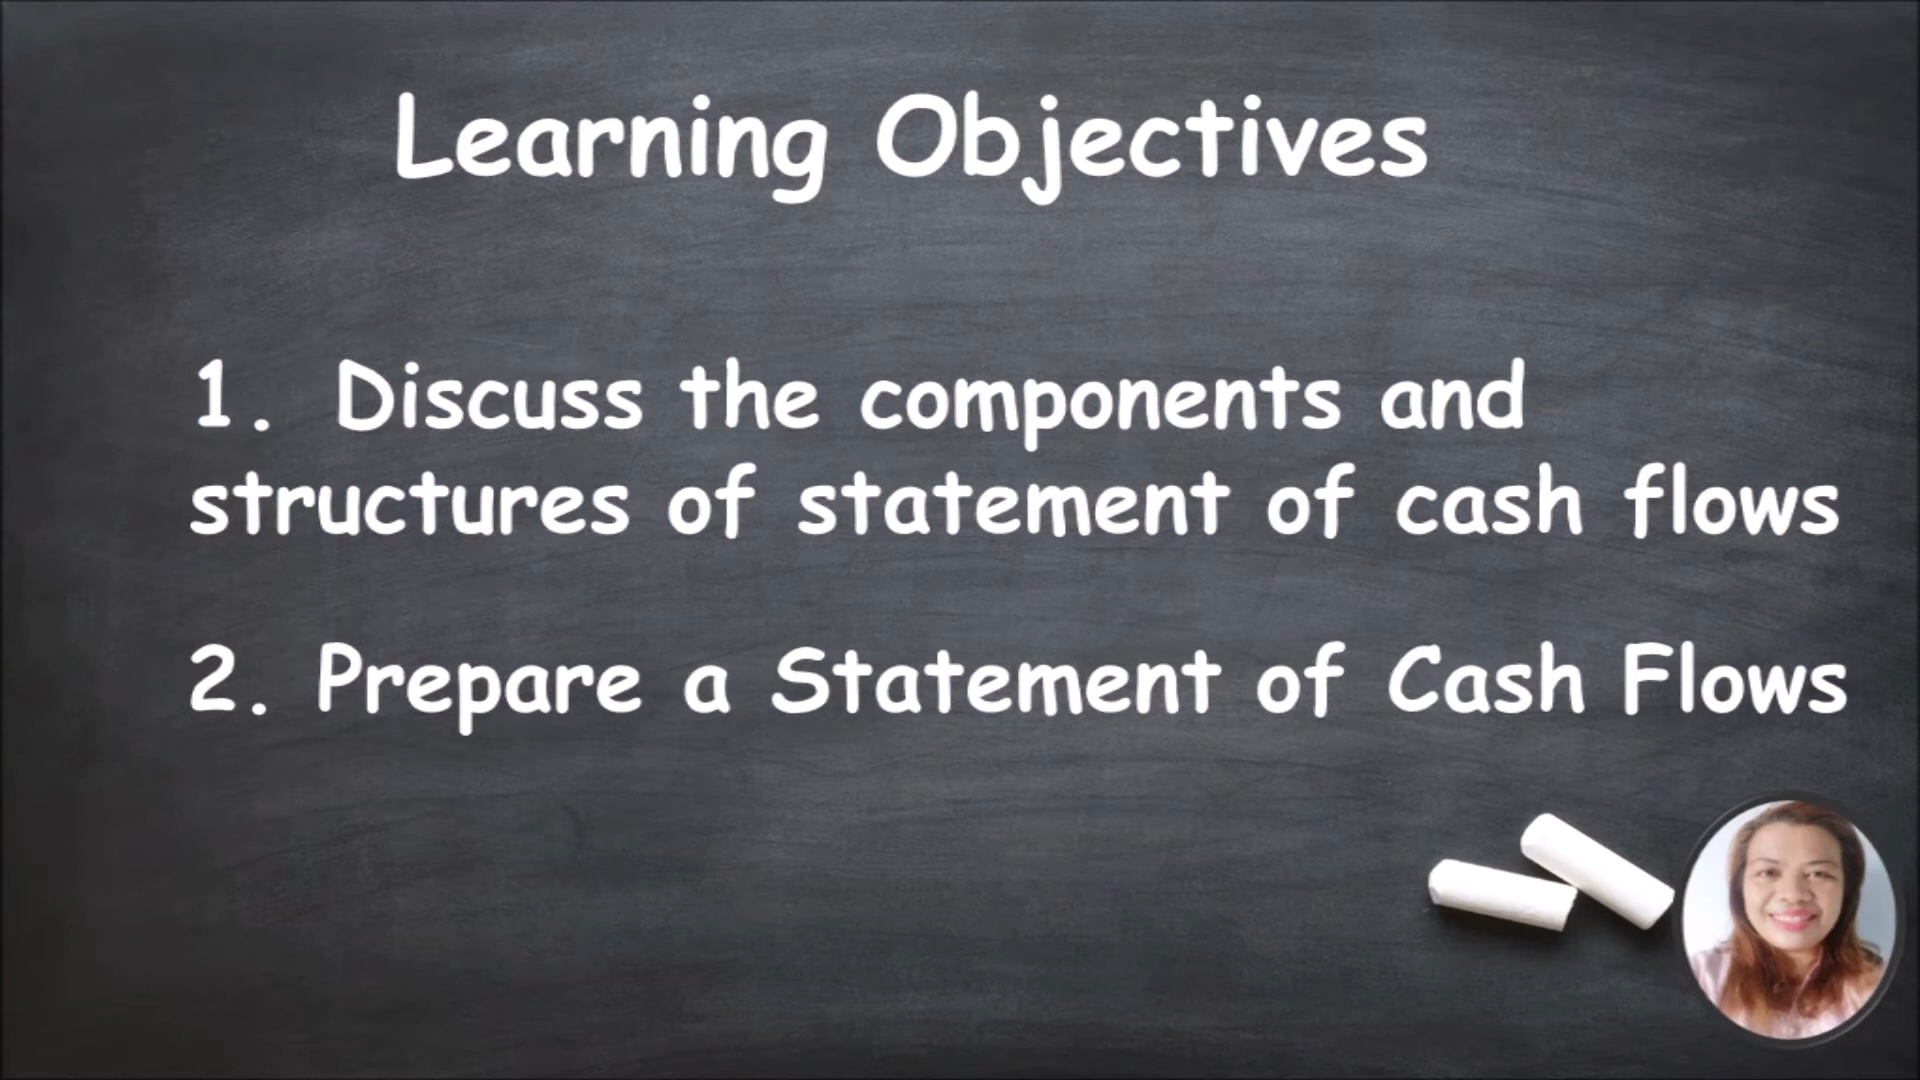 Learning Objectives
1. Discuss the components and
structures of statement of cash flows
2. Prepare a Statement of Cash Flows